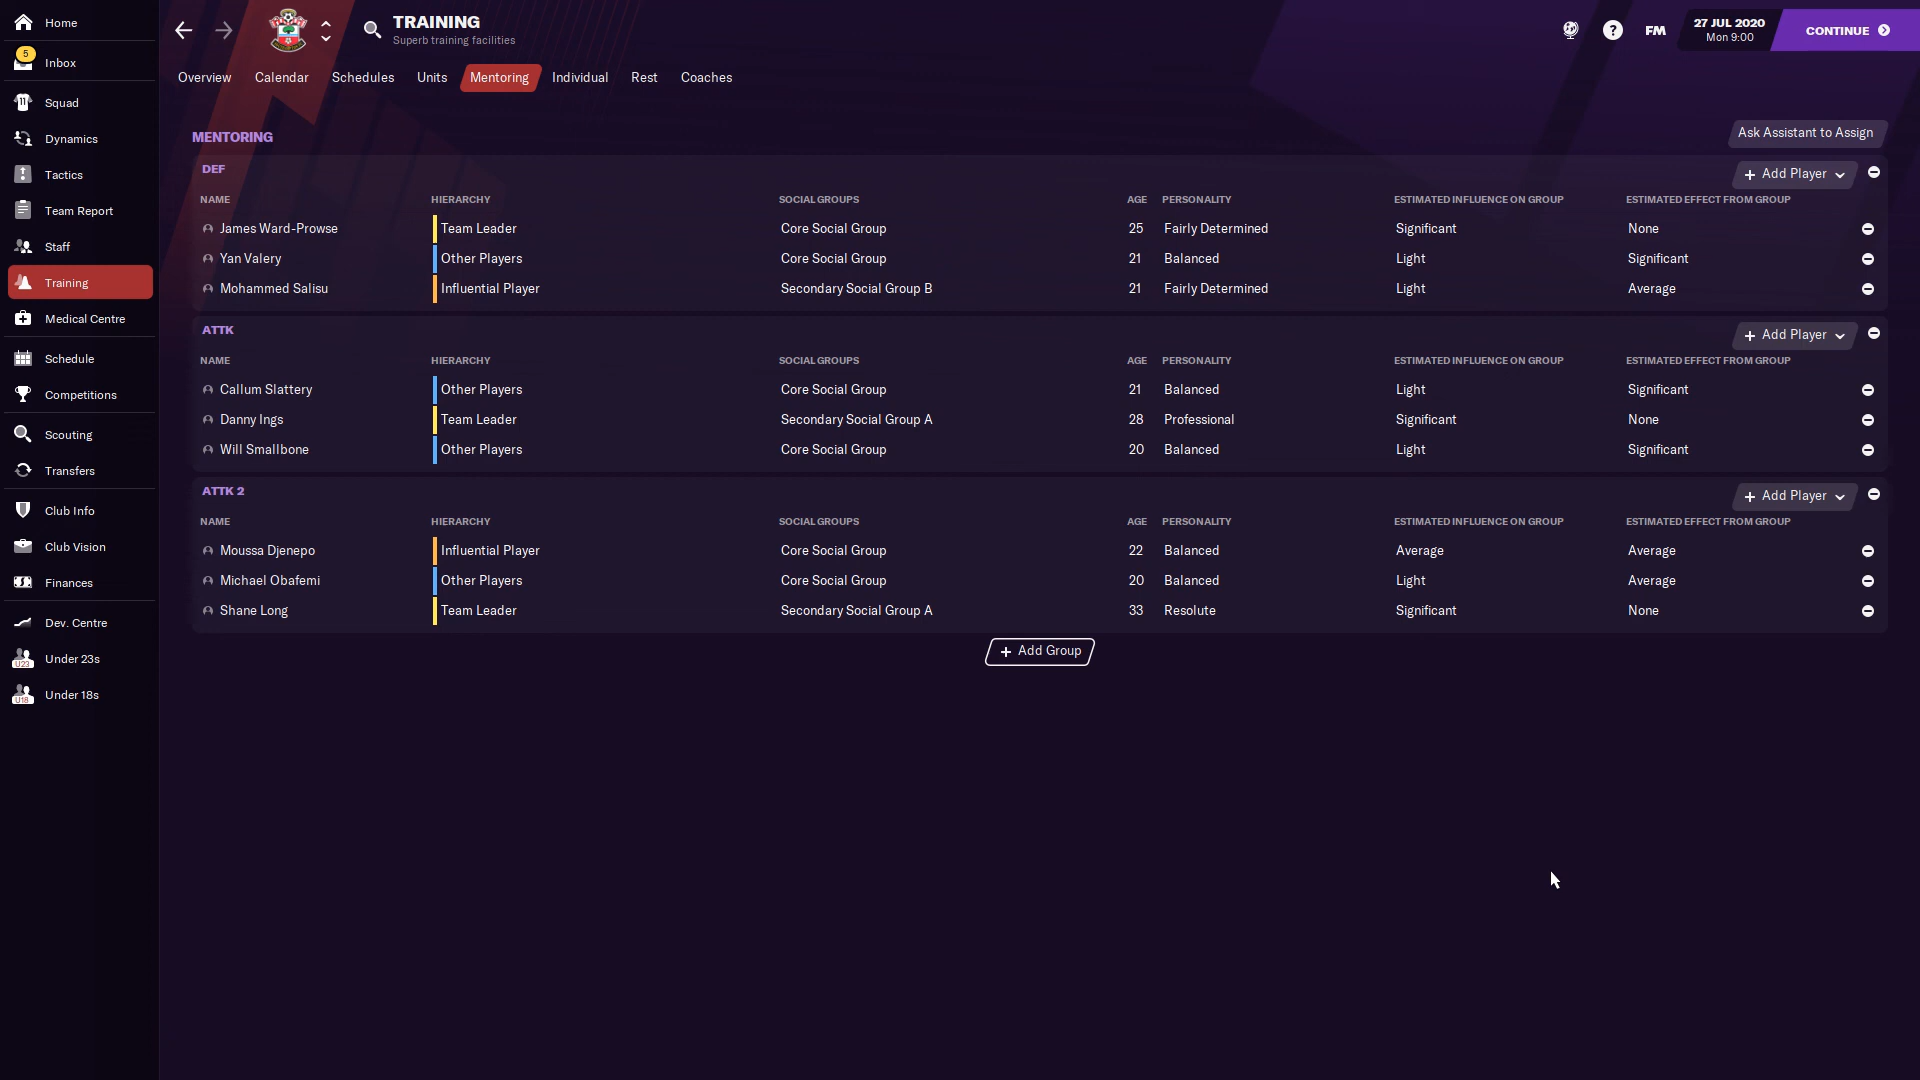 Home
5
Inbox
Squad
Dynamics
Tactics
Team Report
Staff
Training
Medical Centre
Schedule
Competitions
Scouting
Transfers
Club Info
Club Vision
Finances
Dev. Centre
U23
Under 23s
U18
Under 18s
TRAINING
Superb training facilities
?
FM
27 JUL 2020
Mon 9:00
CONTINUE
Overview Calendar Schedules Units Mentoring Individual Rest Coaches
MENTORING
Ask Assistant to Assign
DEF
+ Add Player
NAME HIERARCHY SOCIAL GROUPS AGE PERSONALITY ESTIMATED INFLUENCE ON GROUP ESTIMATED EFFECT FROM GROUP
James Ward-Prowse Team Leader Core Social Group 25 Fairly Determined Significant None
Yan Valery Other Players Core Social Group 21 Balanced Light Significant
Mohammed Salisu Influential Player Secondary Social Group B 21 Fairly Determined Light Average
ATTK
+ Add Player
NAME HIERARCHY SOCIAL GROUPS AGE PERSONALITY ESTIMATED INFLUENCE ON GROUP ESTIMATED EFFECT FROM GROUP
Callum Slattery Other Players Core Social Group 21 Balanced Light Significant
Danny Ings Team Leader Secondary Social Group A 28 Professional Significant None
Will Smallbone Other Players Core Social Group 20 Balanced Light Significant
ATTK 2
+ Add Player
NAME HIERARCHY SOCIAL GROUPS AGE PERSONALITY ESTIMATED INFLUENCE ON GROUP ESTIMATED EFFECT FROM GROUP
Moussa Djenepo Influential Player Core Social Group 22 Balanced Average Average
Michael Obafemi Other Players Core Social Group 20 Balanced Light Average
Shane Long Team Leader Secondary Social Group A 33 Resolute Significant None
+ Add Group